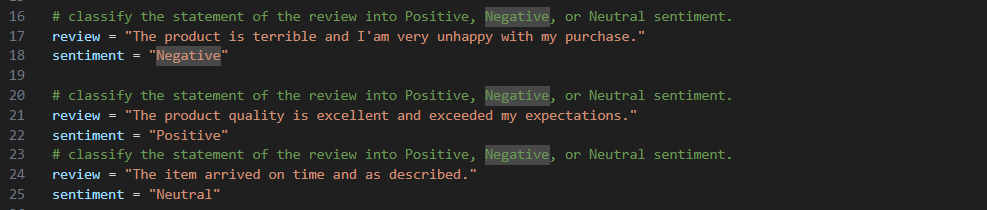 16 # classify the statement of the review into Positive, Negative, or Neutral sentiment.
17 review = "The product is terrible and I'am very unhappy with my purchase."
18 sentiment = "Negative"
19
20 # classify the statement of the review into Positive, Negative, or Neutral sentiment.
21 review = "The product quality is excellent and exceeded my expectations."
22 sentiment = "Positive"
23 # classify the statement of the review into Positive, Negative, or Neutral sentiment.
24 review = "The item arrived on time and as described."
25 sentiment = "Neutral"